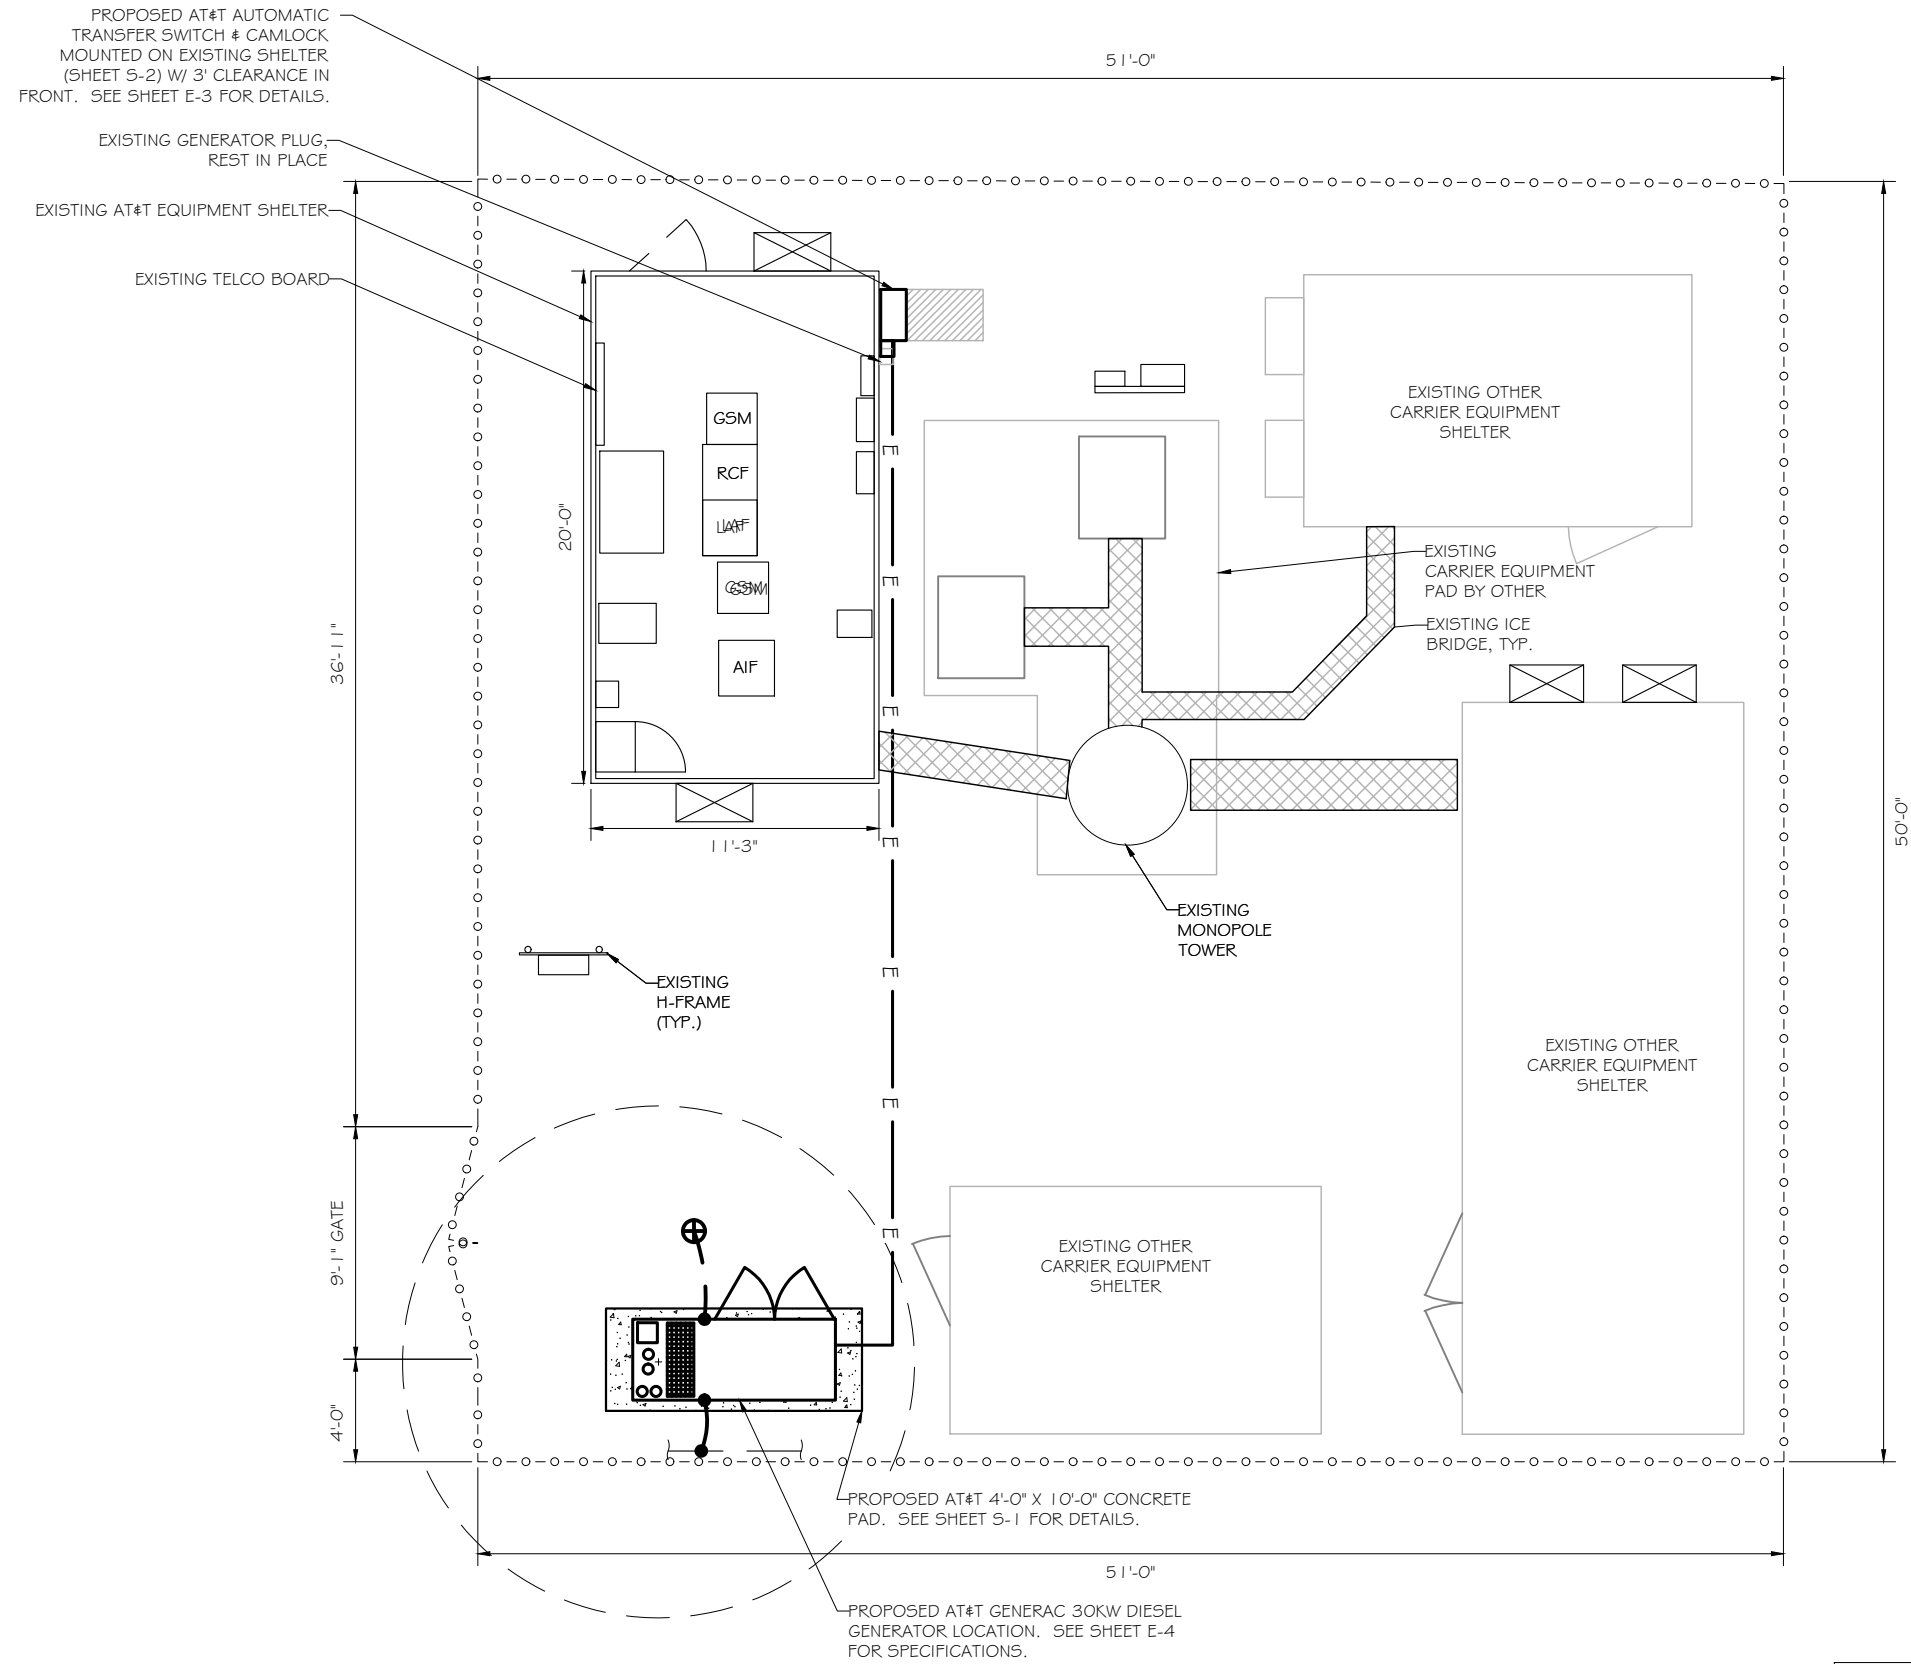 PROPOSED AT&T AUTOMATIC
TRANSFER SWITCH & CAMLOCK
MOUNTED ON EXISTING SHELTER
(SHEET S-2) W/ 3' CLEARANCE IN
FRONT. SEE SHEET E-3 FOR DETAILS.
51'-0"
EXISTING GENERATOR PLUG,
REST IN PLACE
EXISTING AT&T EQUIPMENT SHELTER
EXISTING TELCO BOARD
GSM
RCF
LAF
LAF
GSM
GSM
AIF
20'-0"
11'-3"
36'-11"
EXISTING OTHER
CARRIER EQUIPMENT
SHELTER
EXISTING
CARRIER EQUIPMENT
PAD BY OTHER
EXISTING ICE
BRIDGE, TYP.
50'-0"
EXISTING
MONOPOLE
TOWER
EXISTING
H-FRAME
(TYP.)
E
E
E
E
E
E
E
EXISTING OTHER
CARRIER EQUIPMENT
SHELTER
9'-1" GATE
EXISTING OTHER
CARRIER EQUIPMENT
SHELTER
4'-0"
PROPOSED AT&T 4'-0" X 10'-0" CONCRETE
PAD. SEE SHEET S-1 FOR DETAILS.
51'-0"
PROPOSED AT&T GENERAC 30KW DIESEL
GENERATOR LOCATION. SEE SHEET E-4
FOR SPECIFICATIONS.